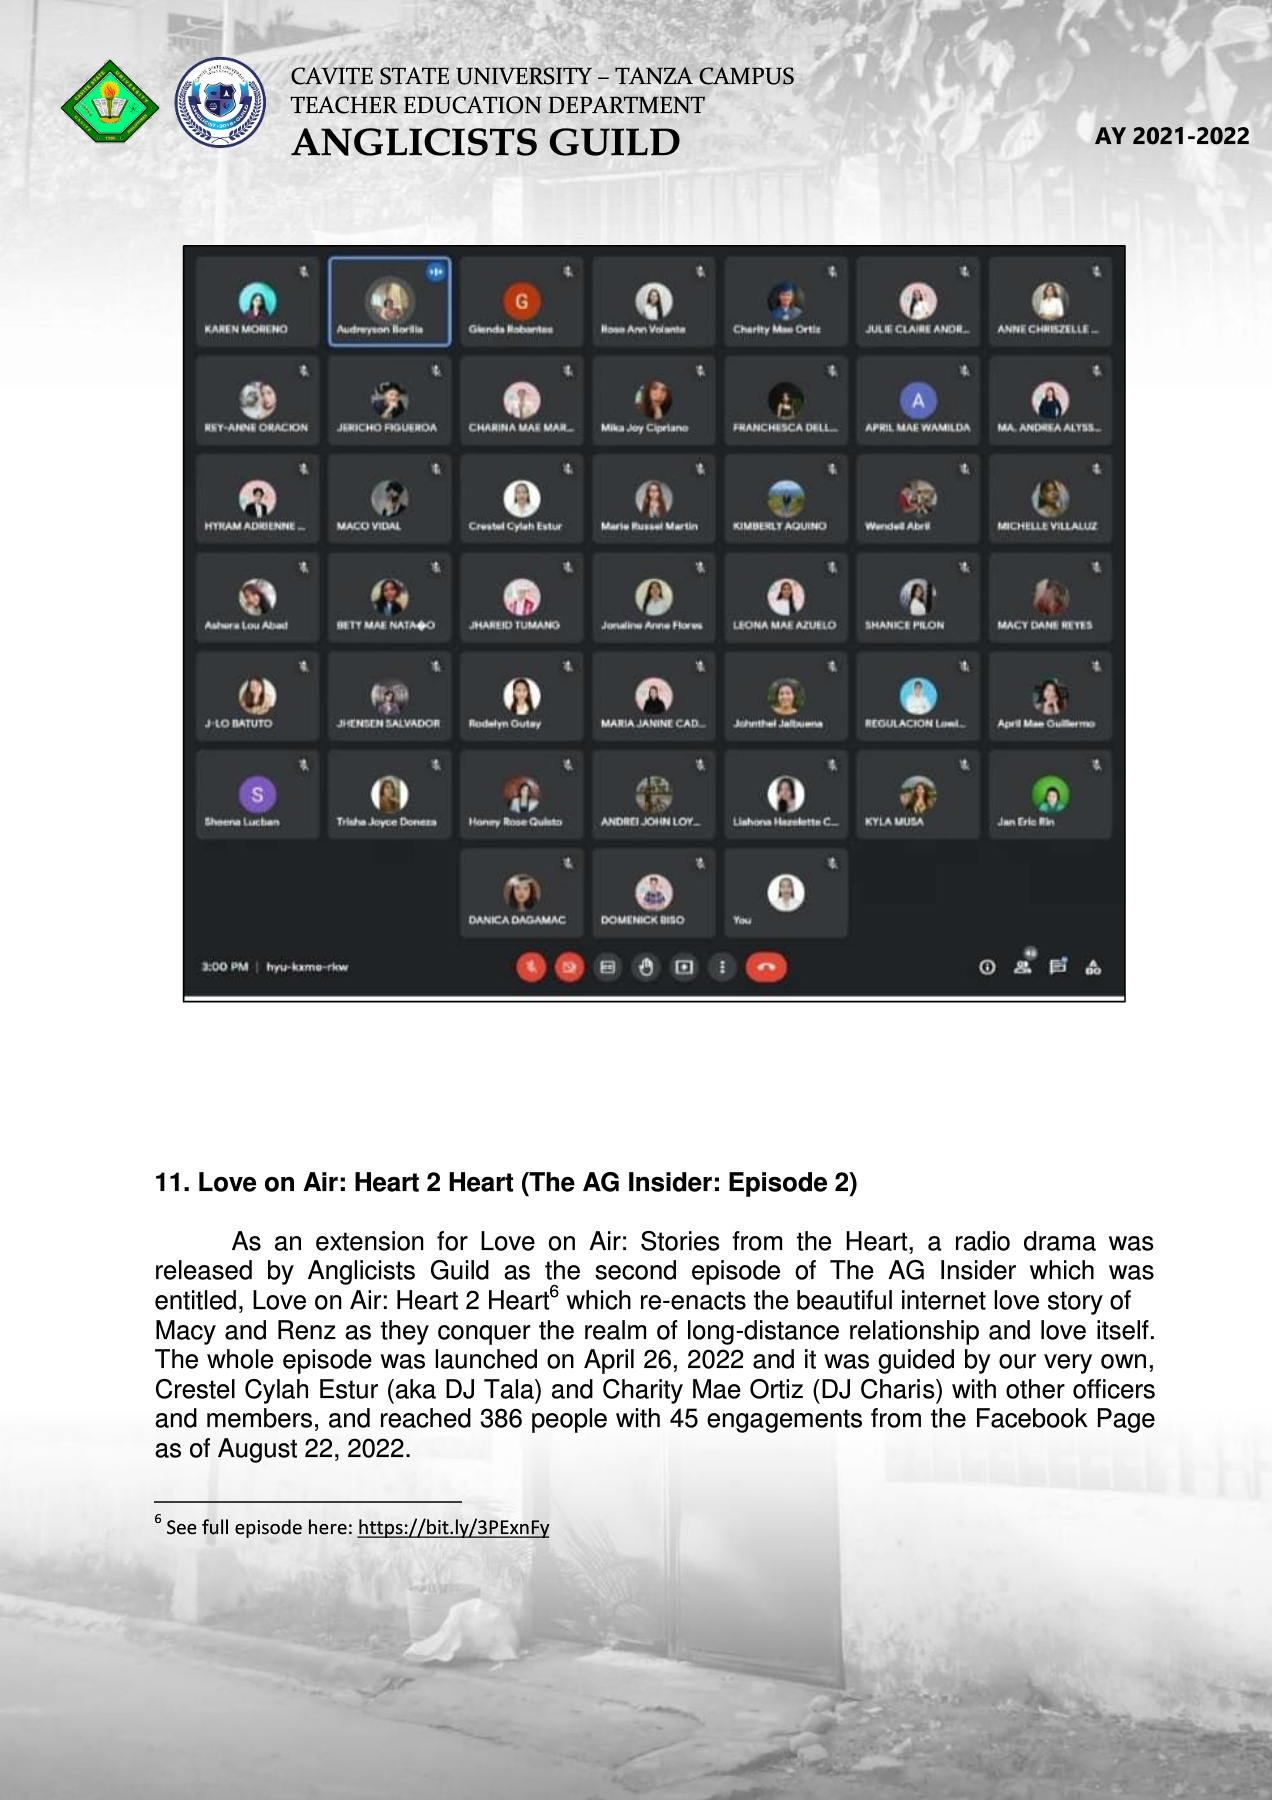 CAVITE STATE UNIVERSITY – TANZA CAMPUS
TEACHER EDUCATION DEPARTMENT
ANGLICISTS GUILD
AY 2021-2022
KAREN MORENO
Audreyson Borilla
Glenda Robantes
Rose Ann Volante
Charity Mae Ortiz
JULIE CLAIRE ANDR...
ANNE CHRISZELLE ...
REY-ANNE ORACION
JERICHO FIGUEROA
CHARINA MAE MAR...
Mika Joy Cipriano
FRANCHESCA DELL...
A
APRIL MAE WAMILDA
MA. ANDREA ALYSS...
HYRAM ADRIENNE ...
MACO VIDAL
Crestel Cylah Estur
Marie Russel Martin
KIMBERLY AQUINO
Wendell Abril
MICHELLE VILLALUZ
Ashera Lou Abad
BETY MAE NATA�O
JHAREID TUMANG
Jonaline Anne Flores
LEONA MAE AZUELO
SHANICE PILON
MACY DANE REYES
J-LO BATUTO
JHENSEN SALVADOR
Rodelyn Gutay
MARIA JANINE CAD...
Johnthel Jalbuena
REGULACION Lowi...
April Mae Guillermo
S
Sheena Lucban
Trisha Joyce Doneza
Honey Rose Quisto
ANDREI JOHN LOY...
Liahona Hazelette C...
KYLA MUSA
Jan Eric Rin
DANICA DAGAMAC
DOMENICK BISO
You
3:00 PM | hyu-kxmo-rkw
11. Love on Air: Heart 2 Heart (The AG Insider: Episode 2)
As an extension for Love on Air: Stories from the Heart, a radio drama was
released by Anglicists Guild as the second episode of The AG Insider which was
entitled, Love on Air: Heart 2 Heart6 which re-enacts the beautiful internet love story of
Macy and Renz as they conquer the realm of long-distance relationship and love itself.
The whole episode was launched on April 26, 2022 and it was guided by our very own,
Crestel Cylah Estur (aka DJ Tala) and Charity Mae Ortiz (DJ Charis) with other officers
and members, and reached 386 people with 45 engagements from the Facebook Page
as of August 22, 2022.
6 See full episode here: https://bit.ly/3PExnFy